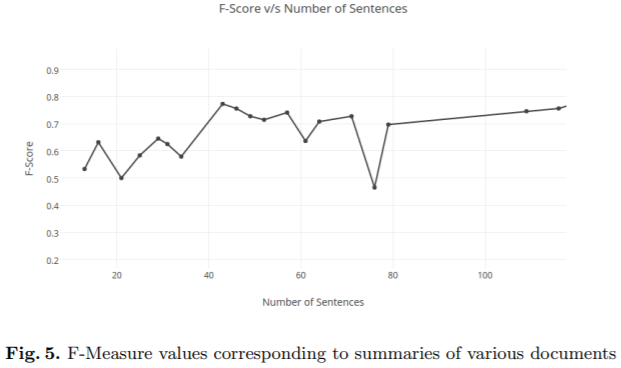 F-Score v/s Number of Sentences
0.9
0.8
0.7
0.6
0.5
0.4
0.3
0.2
F-Score
20 40 60 80 100
Number of Sentences
Fig. 5. F-Measure values corresponding to summaries of various documents